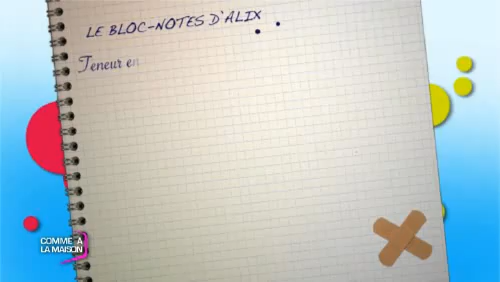 LE BLOC-NOTES D'ALIX
Teneur en
COMME A
LA MAISON